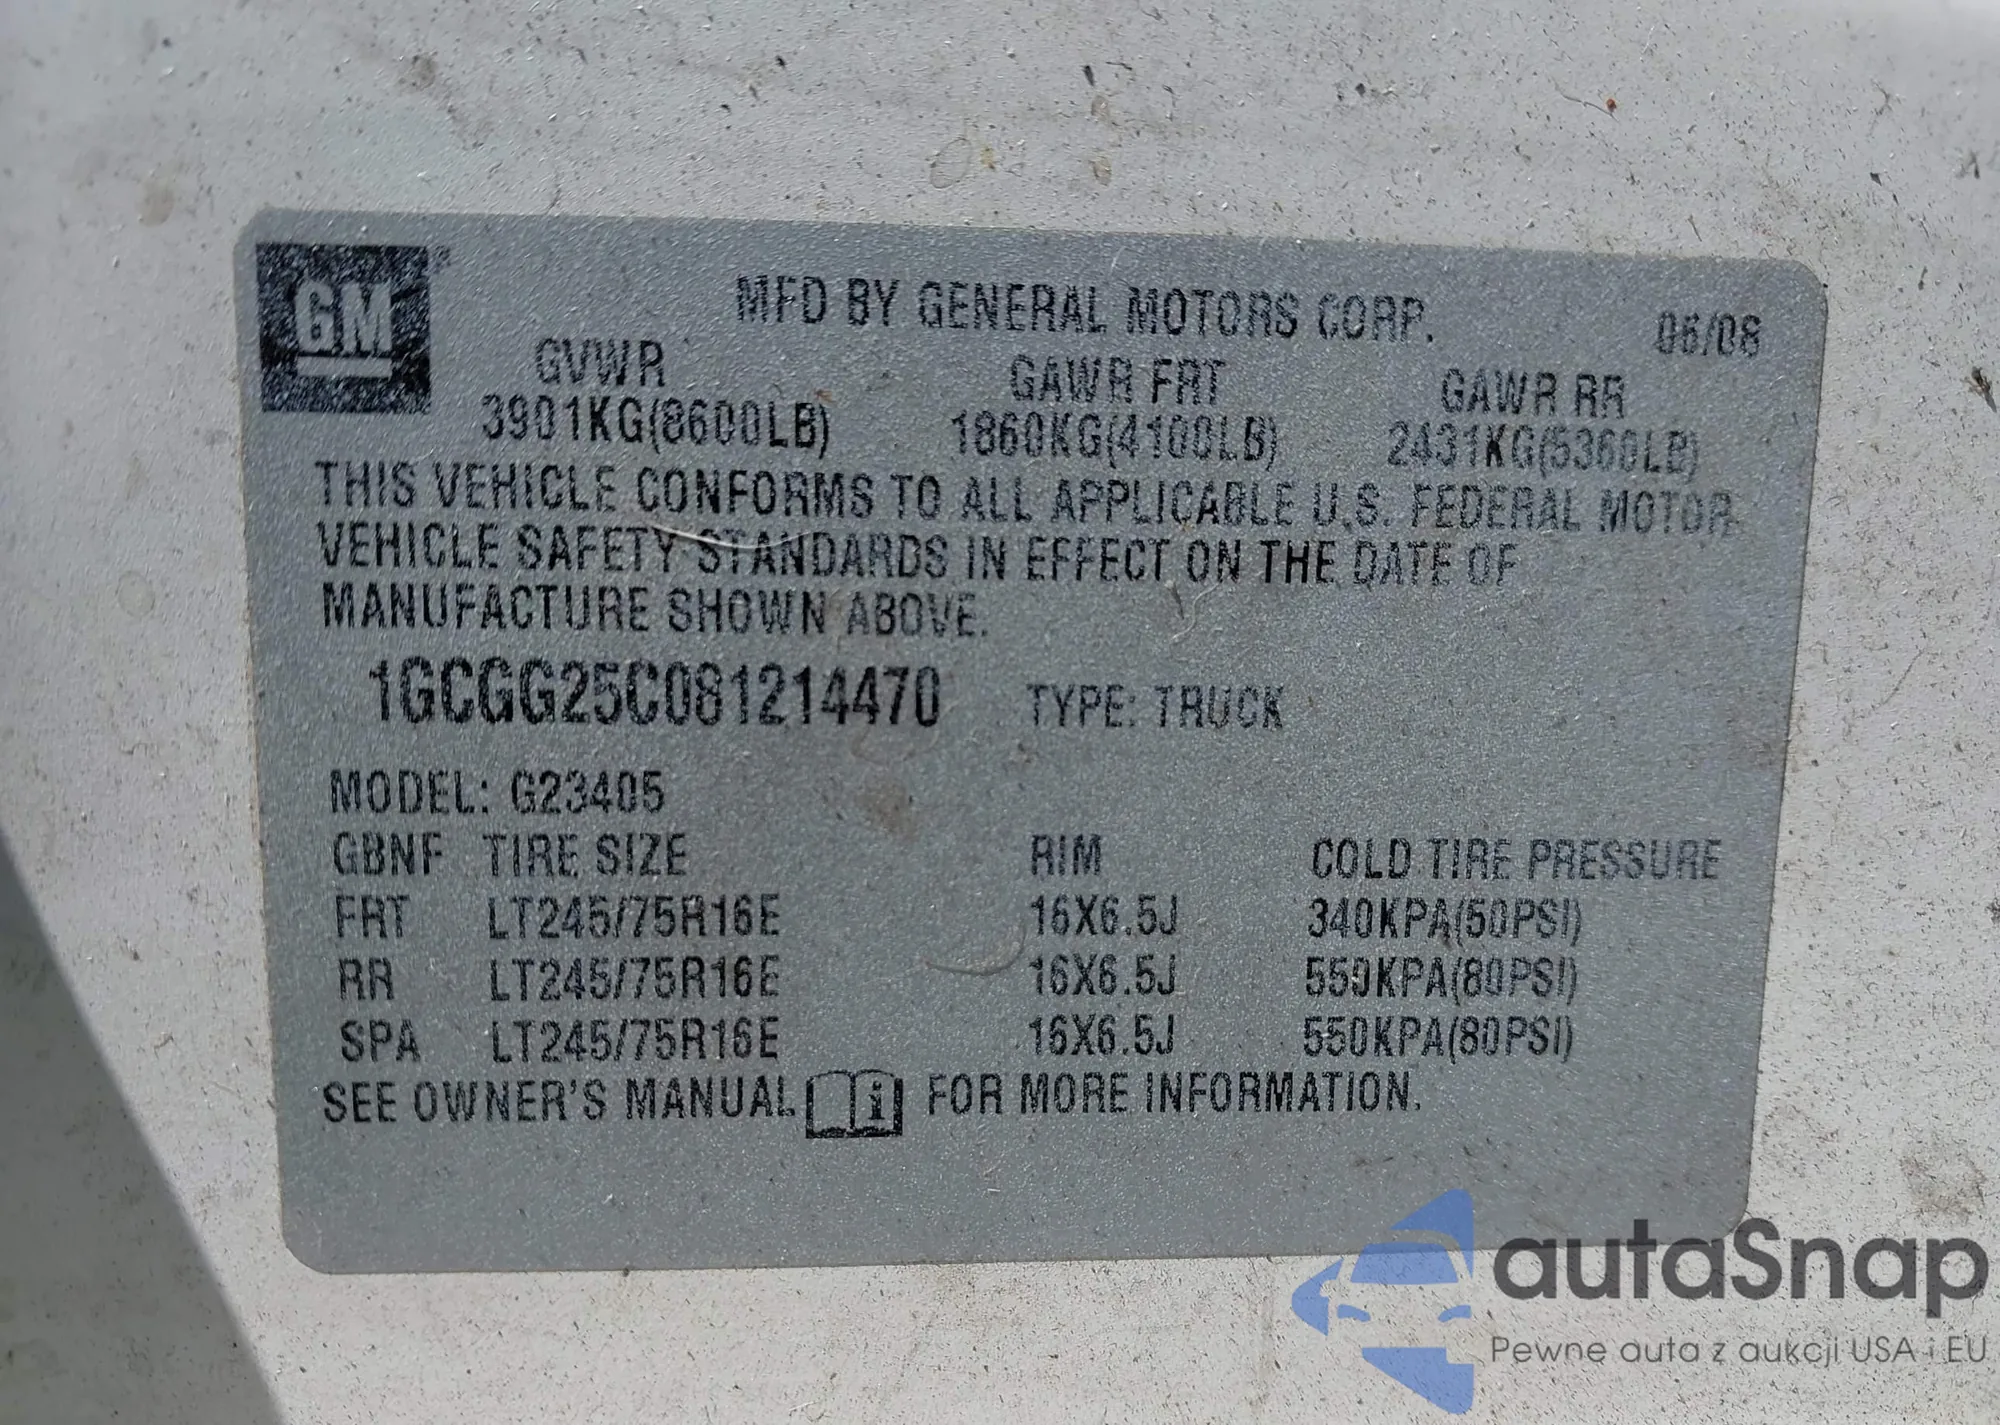 GM
MFD BY GENERAL MOTORS CORP. 06/08
GVWR GAWR FRT GAWR RR
3901KG(8600LB) 1860KG(4100LB) 2431KG(5360LB)
THIS VEHICLE CONFORMS TO ALL APPLICABLE U.S. FEDERAL MOTOR
VEHICLE SAFETY STANDARDS IN EFFECT ON THE DATE OF
MANUFACTURE SHOWN ABOVE.
1GCGG25C081214470 TYPE: TRUCK
MODEL: G23405
GBNF TIRE SIZE RIM COLD TIRE PRESSURE
FRT LT245/75R16E 16X6.5J 340KPA(50PSI)
RR LT245/75R16E 16X6.5J 550KPA(80PSI)
SPA LT245/75R16E 16X6.5J 550KPA(80PSI)
SEE OWNER'S MANUAL i FOR MORE INFORMATION.
autaSnap
Pewne auta z aukcji USA i EU